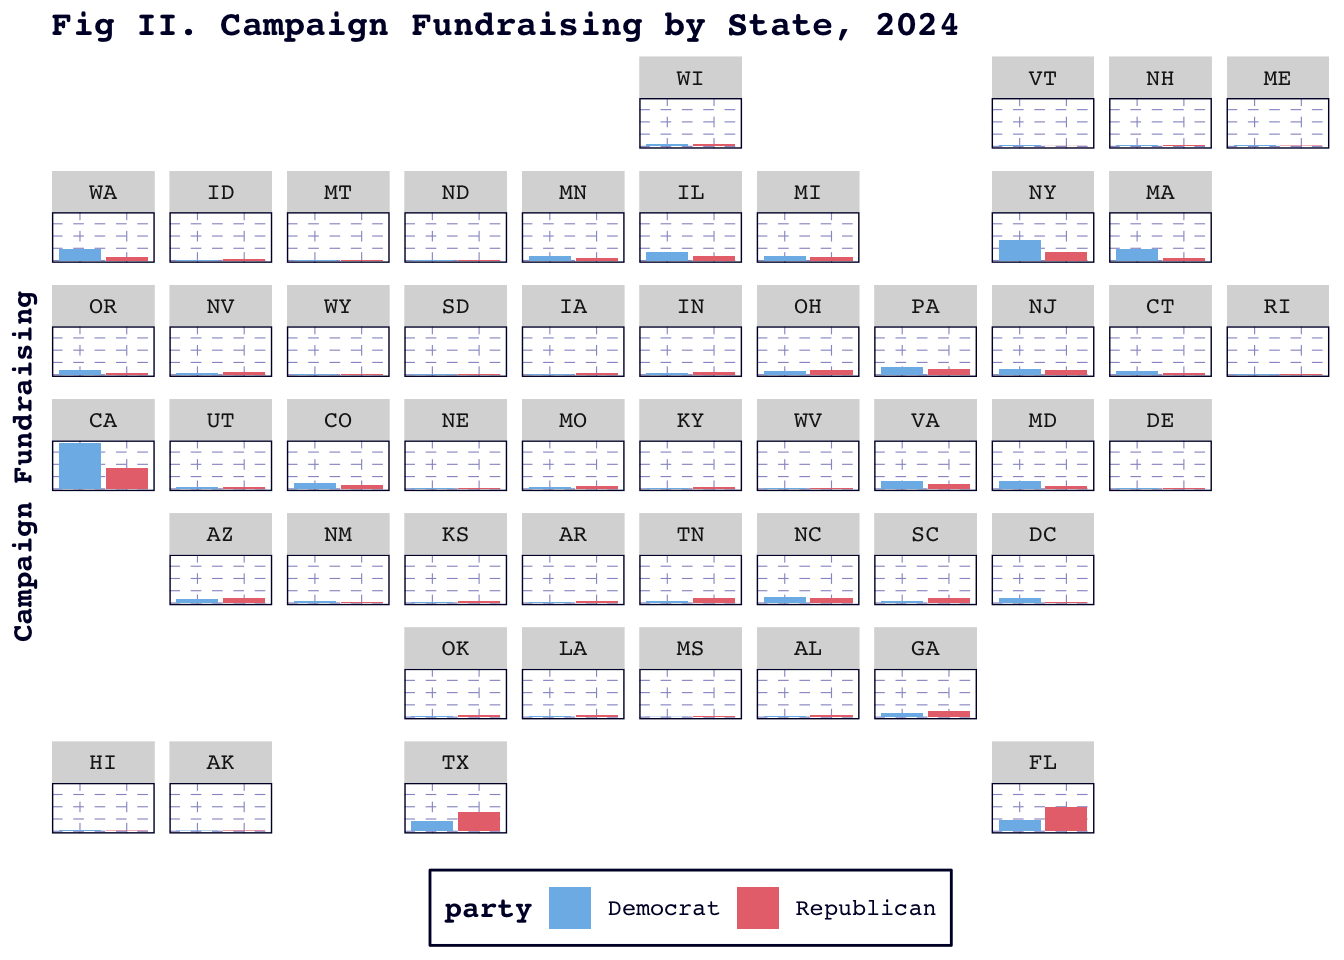 Fig II. Campaign Fundraising by State, 2024
WI VT NH ME
WA ID MT ND MN IL MI NY MA
OR NV WY SD IA IN OH PA NJ CT RI
CA UT CO NE MO KY WV VA MD DE
AZ NM KS AR TN NC SC DC
OK LA MS AL GA
HI AK TX FL
Campaign Fundraising
party Democrat Republican